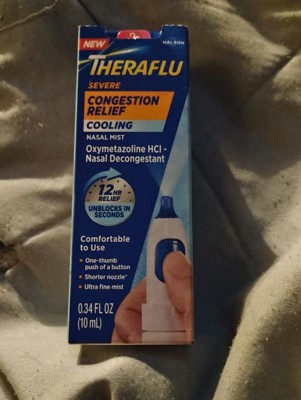 NEW
HALEON
THERAFLU
SEVERE
CONGESTION
RELIEF
COOLING
NASAL MIST
Oxymetazoline HCl -
Nasal Decongestant
12 HR
RELIEF
UNBLOCKS IN
SECONDS
Comfortable
to Use
• One-thumb
push of a button
• Shorter nozzle*
• Ultra fine mist
0.34 FL OZ
(10 mL)